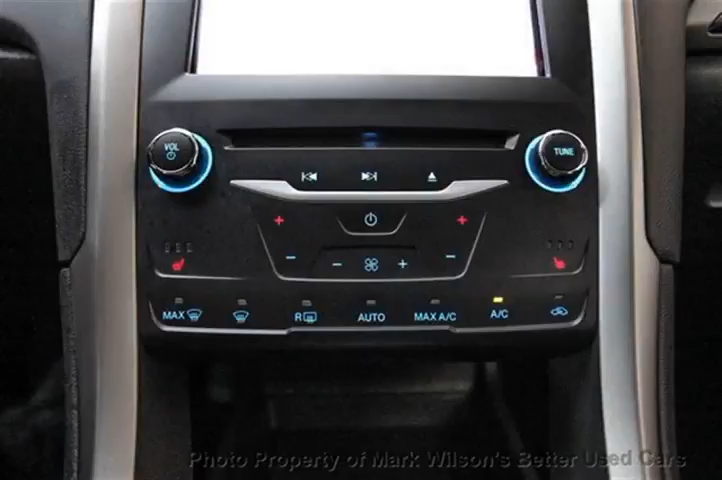 VOL
TUNE
MAX R AUTO MAX A/C A/C
Photo Property of Mark Wilson's Better Used Cars